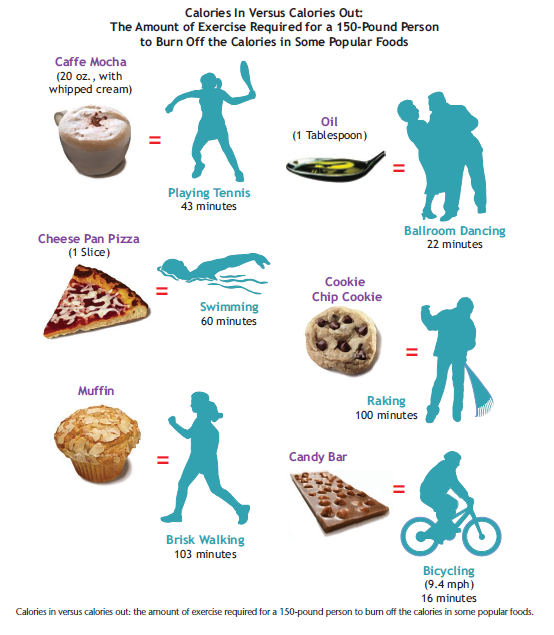 Calories In Versus Calories Out:
The Amount of Exercise Required for a 150-Pound Person
to Burn Off the Calories in Some Popular Foods
Caffe Mocha
(20 oz., with
whipped cream)
=
Playing Tennis
43 minutes
Oil
(1 Tablespoon)
=
Ballroom Dancing
22 minutes
Cheese Pan Pizza
(1 Slice)
=
Swimming
60 minutes
Cookie
Chip Cookie
=
Raking
100 minutes
Muffin
=
Brisk Walking
103 minutes
Candy Bar
=
Bicycling
(9.4 mph)
16 minutes
Calories in versus calories out: the amount of exercise required for a 150-pound person to burn off the calories in some popular foods.